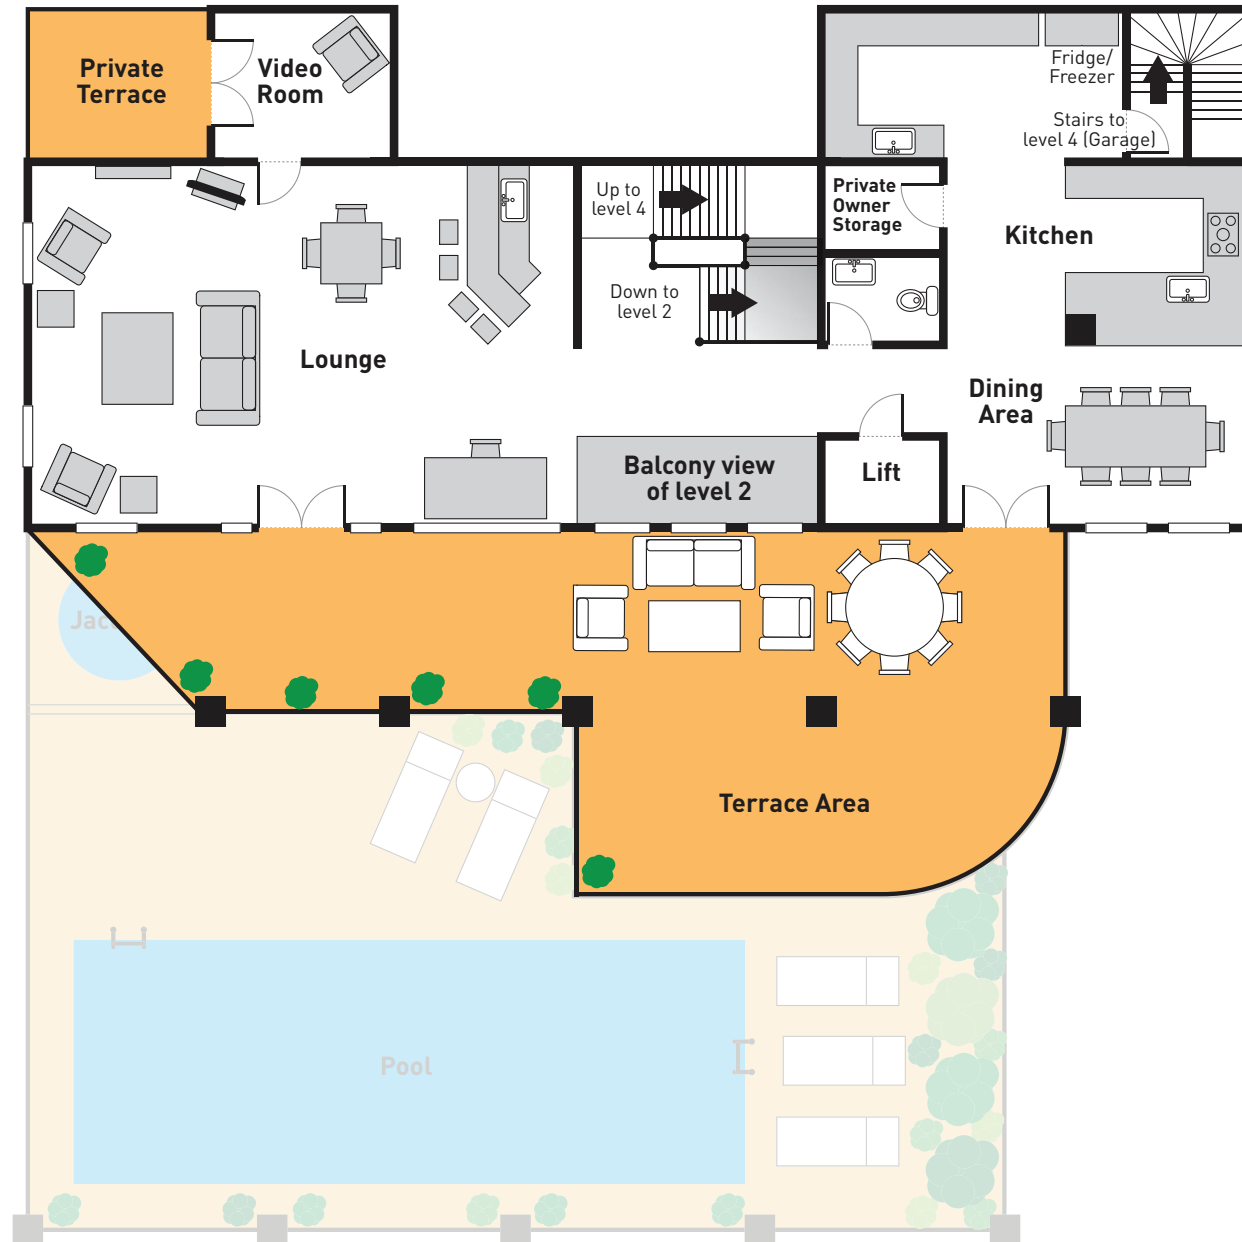 Private
Terrace
Video
Room
Fridge/
Freezer
Stairs to
level 4 (Garage)
Up to
level 4
Private
Owner
Storage
Kitchen
Down to
level 2
Lounge
Dining
Area
Balcony view
of level 2
Lift
Jac
Terrace Area
Pool